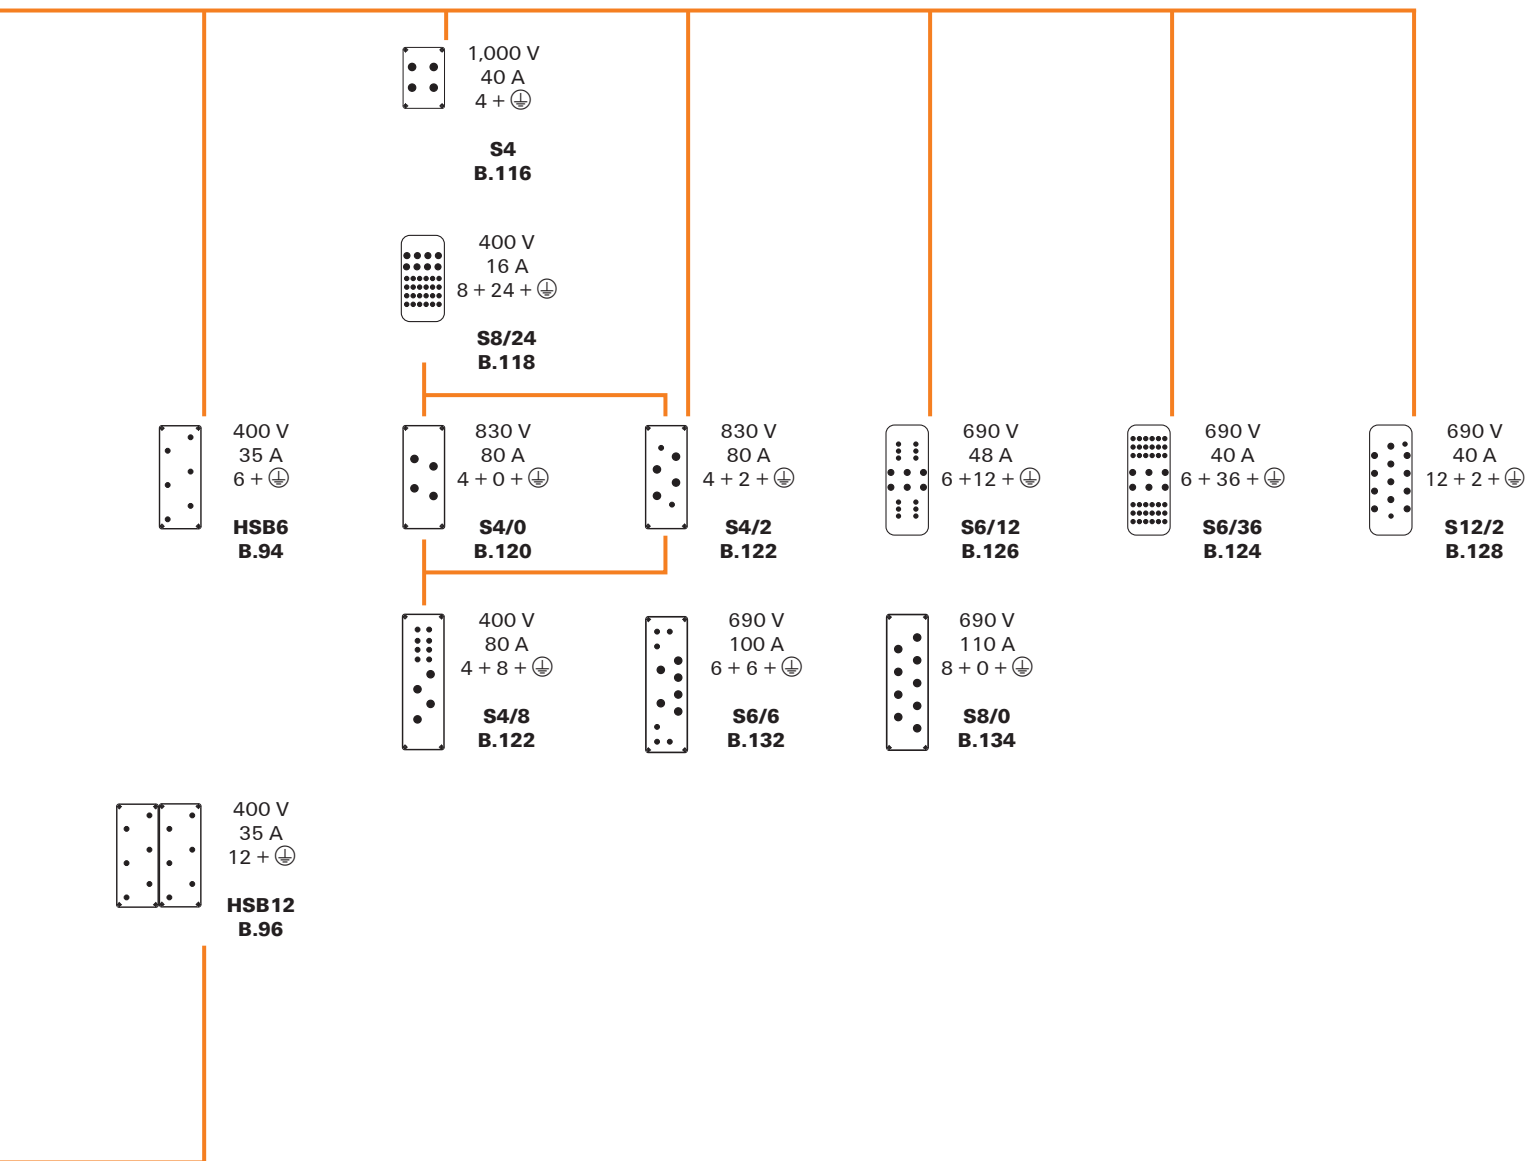 1,000 V
40 A
4 + ⏚
S4
B.116
400 V
16 A
8 + 24 + ⏚
S8/24
B.118
400 V
35 A
6 + ⏚
HSB6
B.94
830 V
80 A
4 + 0 + ⏚
S4/0
B.120
830 V
80 A
4 + 2 + ⏚
S4/2
B.122
690 V
48 A
6 +12 + ⏚
S6/12
B.126
690 V
40 A
6 + 36 + ⏚
S6/36
B.124
690 V
40 A
12 + 2 + ⏚
S12/2
B.128
400 V
80 A
4 + 8 + ⏚
S4/8
B.122
690 V
100 A
6 + 6 + ⏚
S6/6
B.132
690 V
110 A
8 + 0 + ⏚
S8/0
B.134
400 V
35 A
12 + ⏚
HSB12
B.96